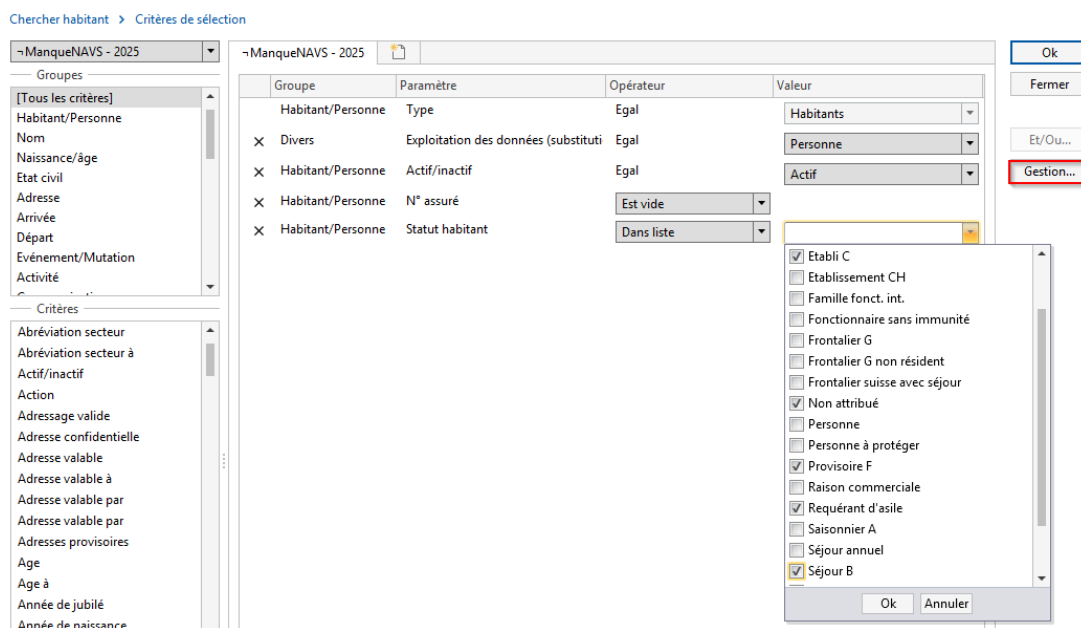 Chercher habitant > Critères de sélection
¬ManqueNAVS - 2025
Groupes
[Tous les critères]
Habitant/Personne
Nom
Naissance/âge
Etat civil
Adresse
Arrivée
Départ
Evénement/Mutation
Activité
Critères
Abréviation secteur
Abréviation secteur à
Actif/inactif
Action
Adressage valide
Adresse confidentielle
Adresse valable
Adresse valable à
Adresse valable par
Adresse valable par
Adresses provisoires
Age
Age à
Année de jubilé
Année de naissance
¬ManqueNAVS - 2025
Groupe Paramètre Opérateur Valeur
Habitant/Personne Type Egal Habitants
Divers Exploitation des données (substituti Egal Personne
Habitant/Personne Actif/inactif Egal Actif
Habitant/Personne N° assuré Est vide
Habitant/Personne Statut habitant Dans liste
Etabli C
Etablissement CH
Famille fonct. int.
Fonctionnaire sans immunité
Frontalier G
Frontalier G non résident
Frontalier suisse avec séjour
Non attribué
Personne
Personne à protéger
Provisoire F
Raison commerciale
Requérant d'asile
Saisonnier A
Séjour annuel
Séjour B
Ok Annuler
Ok
Fermer
Et/Ou...
Gestion...